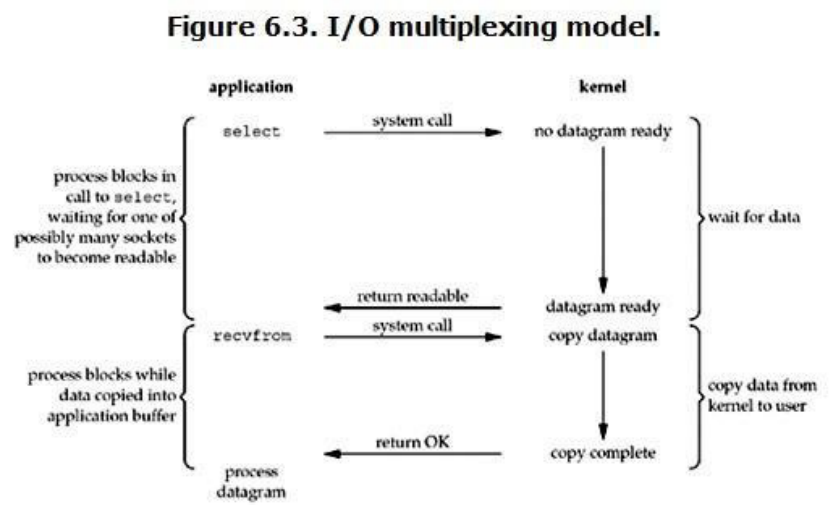 Figure 6.3. I/O multiplexing model.
application
kernel
select
system call
no datagram ready
process blocks in
call to select,
waiting for one of
possibly many sockets
to become readable
wait for data
return readable
datagram ready
recvfrom
system call
copy datagram
process blocks while
data copied into
application buffer
copy data from
kernel to user
return OK
copy complete
process
datagram